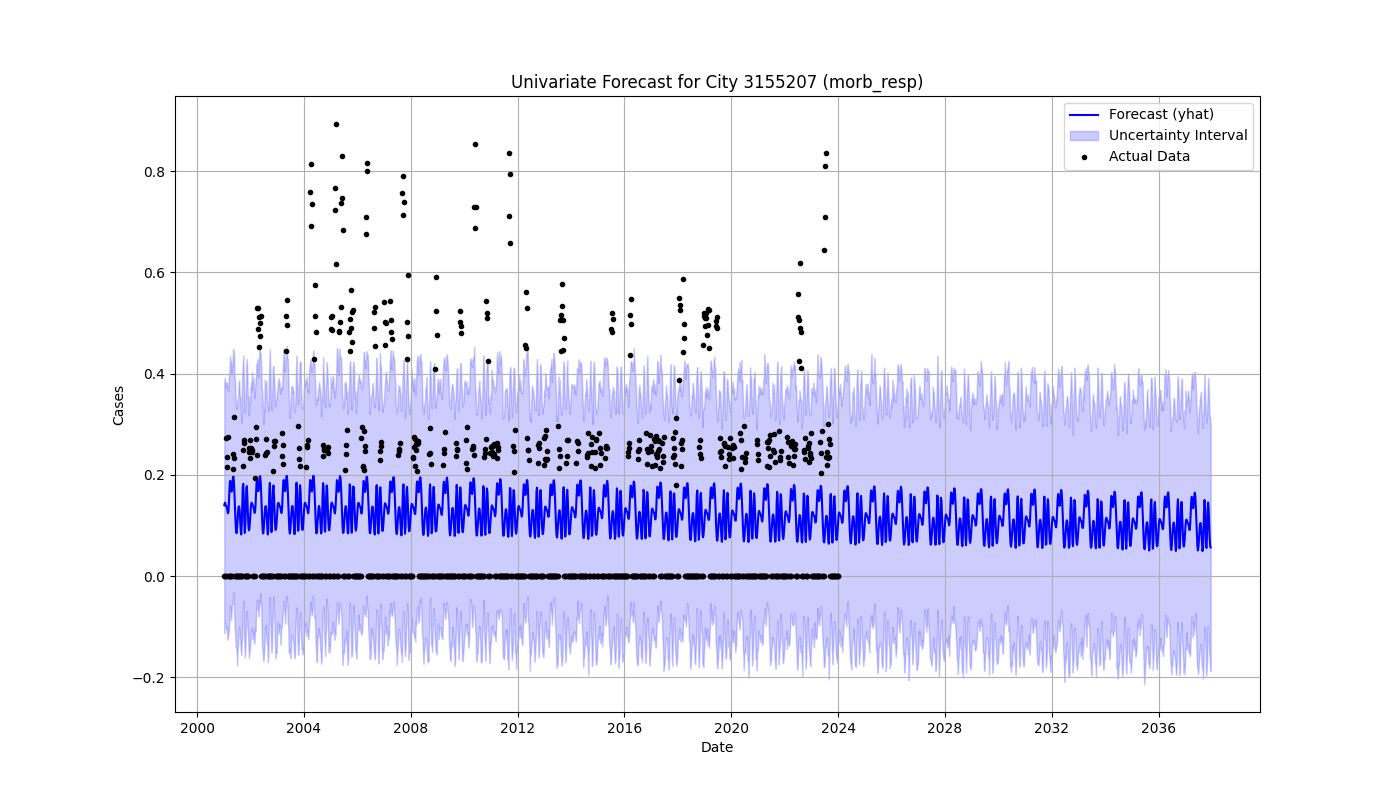 Univariate Forecast for City 3155207 (morb_resp)
Forecast (yhat)
Uncertainty Interval
Actual Data
Cases
0.8
0.6
0.4
0.2
0.0
−0.2
2000 2004 2008 2012 2016 2020 2024 2028 2032 2036
Date